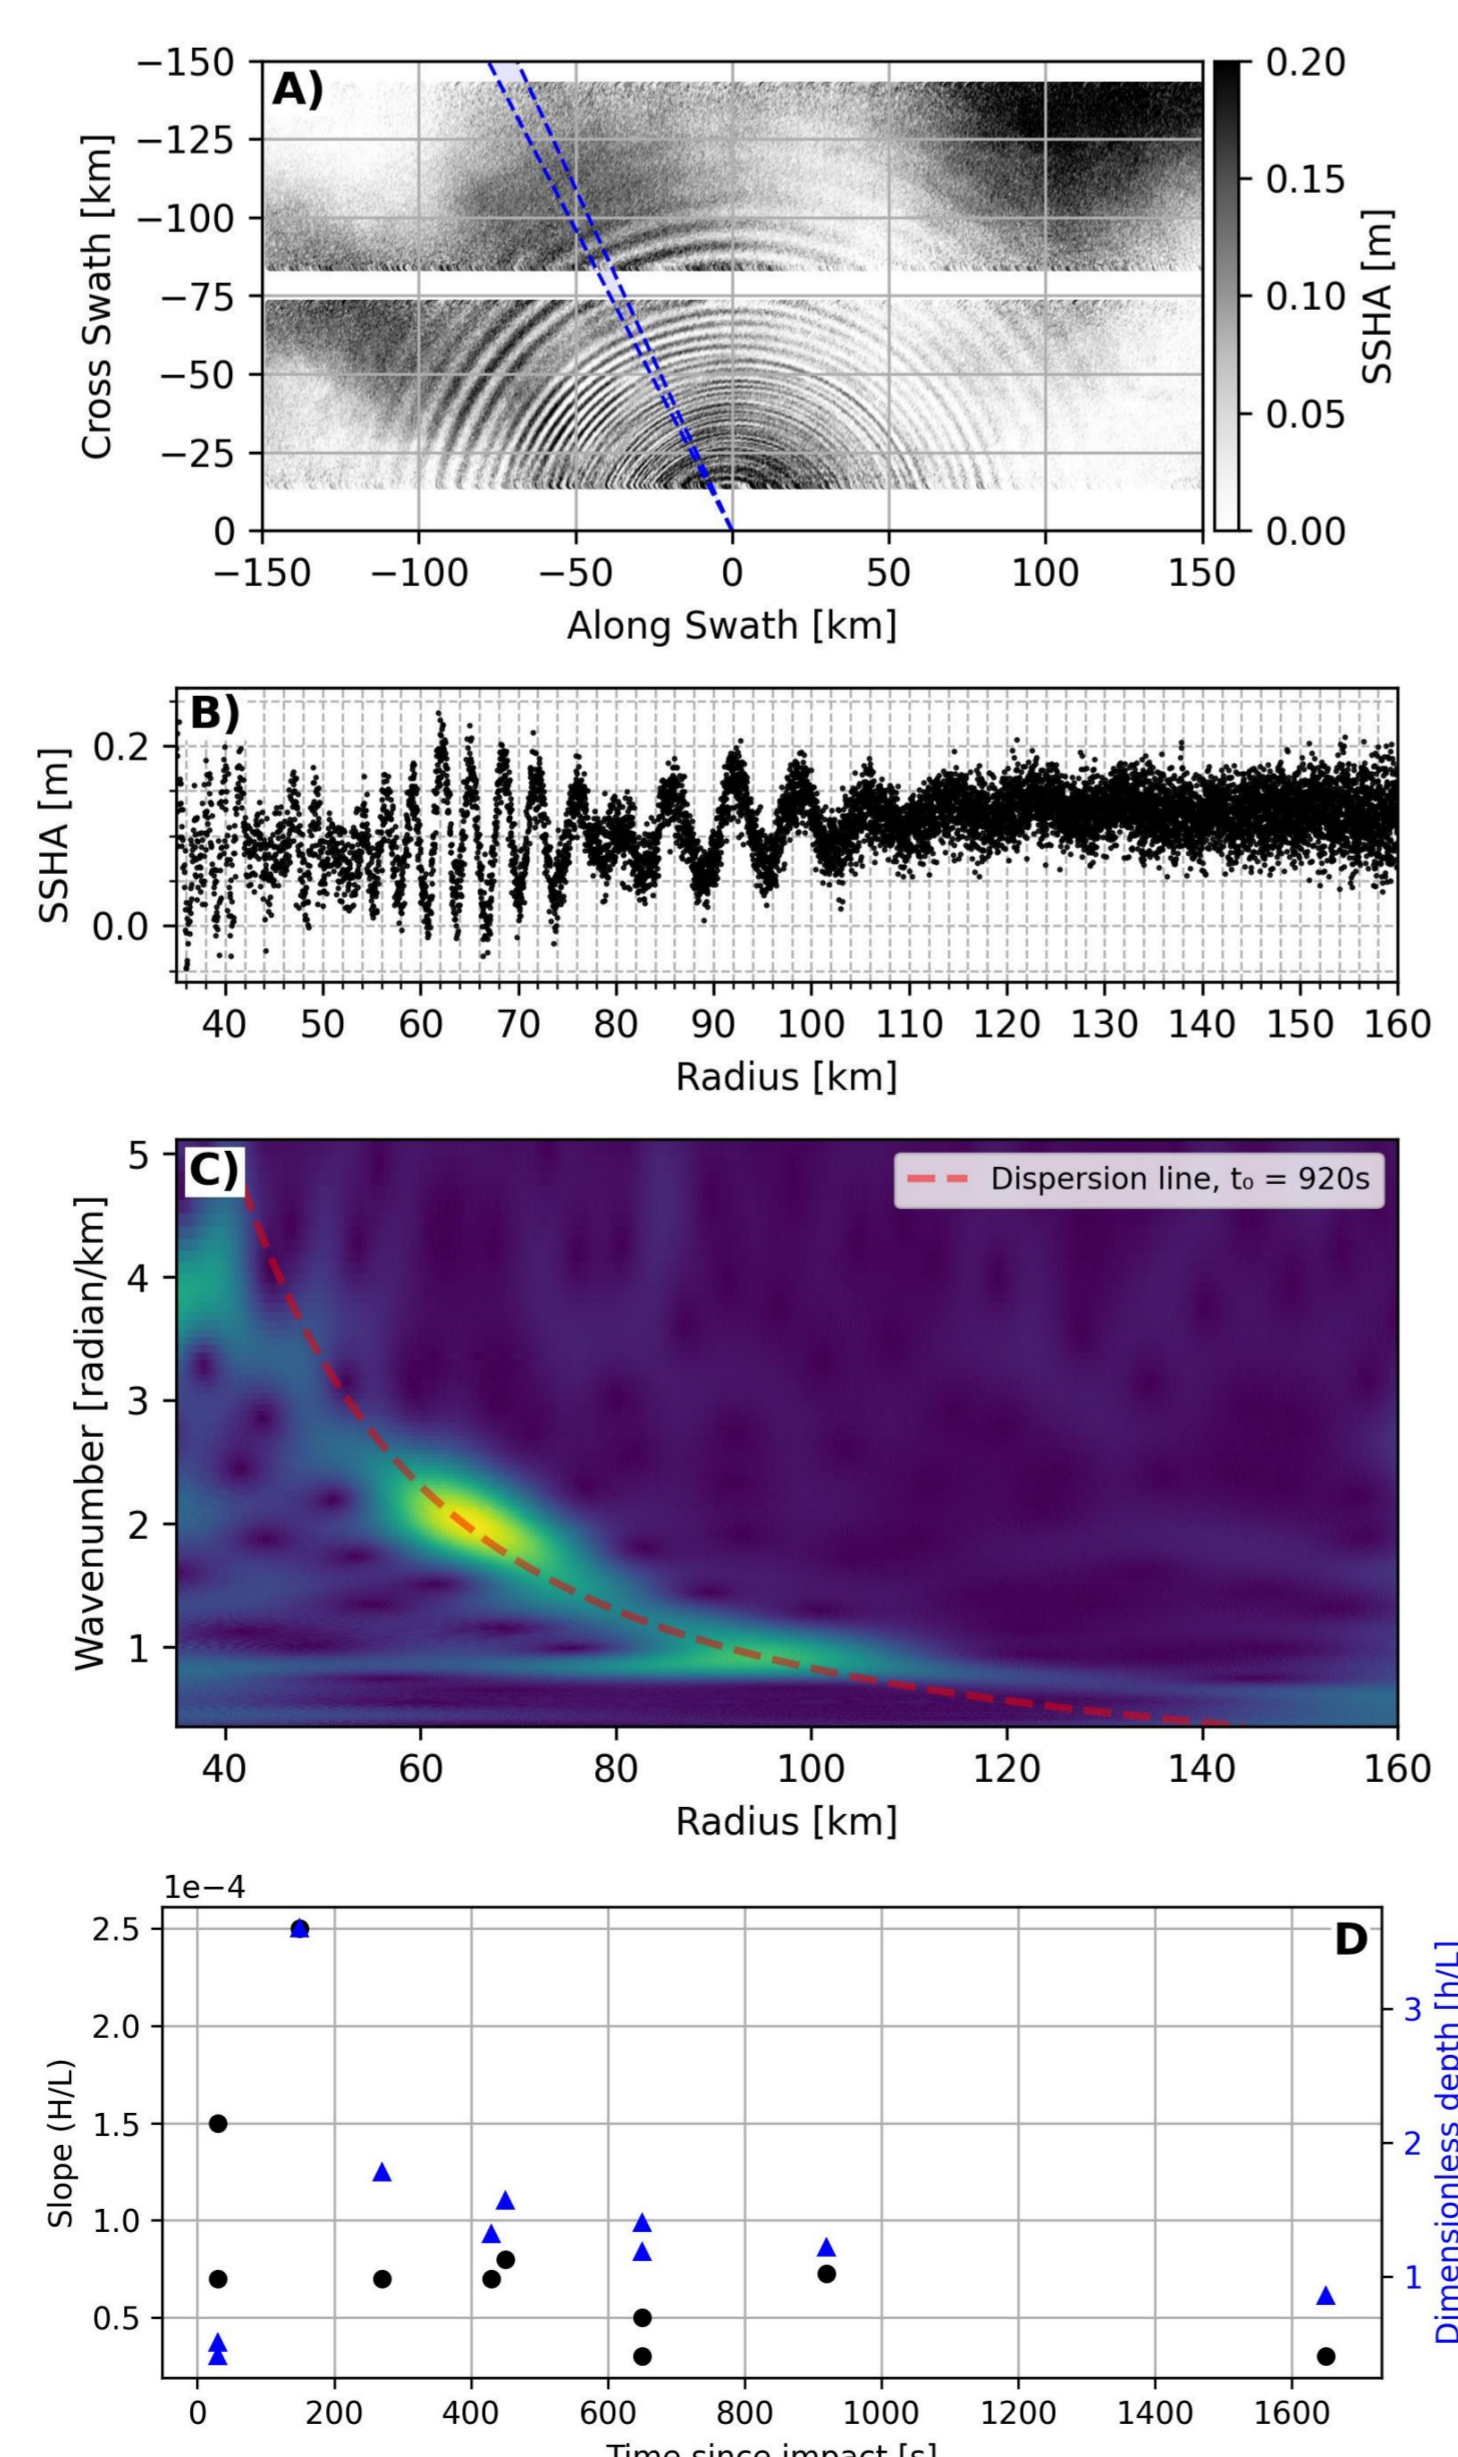 A)
−150
−125
−100
−75
−50
−25
0
Cross Swath [km]
−150 −100 −50 0 50 100 150
Along Swath [km]
0.20
0.15
0.10
0.05
0.00
SSHA [m]
B)
0.2
0.0
SSHA [m]
40 50 60 70 80 90 100 110 120 130 140 150 160
Radius [km]
C)
Dispersion line, t₀ = 920s
5
4
3
2
1
Wavenumber [radian/km]
40 60 80 100 120 140 160
Radius [km]
1e−4
D
2.5
2.0
1.5
1.0
0.5
Slope (H/L)
3
2
1
Dimensionless depth [h/L]
0 200 400 600 800 1000 1200 1400 1600
Time since impact [s]